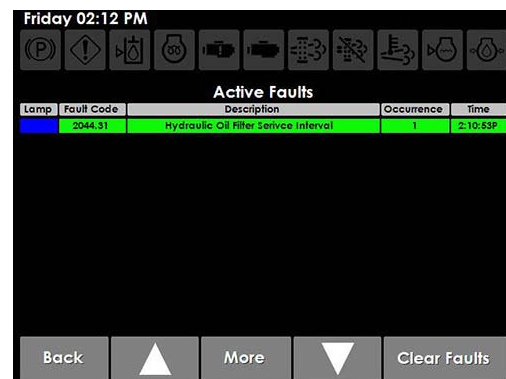 Friday 02:12 PM
(P)
Active Faults
Lamp Fault Code Description Occurrence Time
2044.31 Hydraulic Oil Filter Serivce Interval 1 2:10:53P
Back More Clear Faults